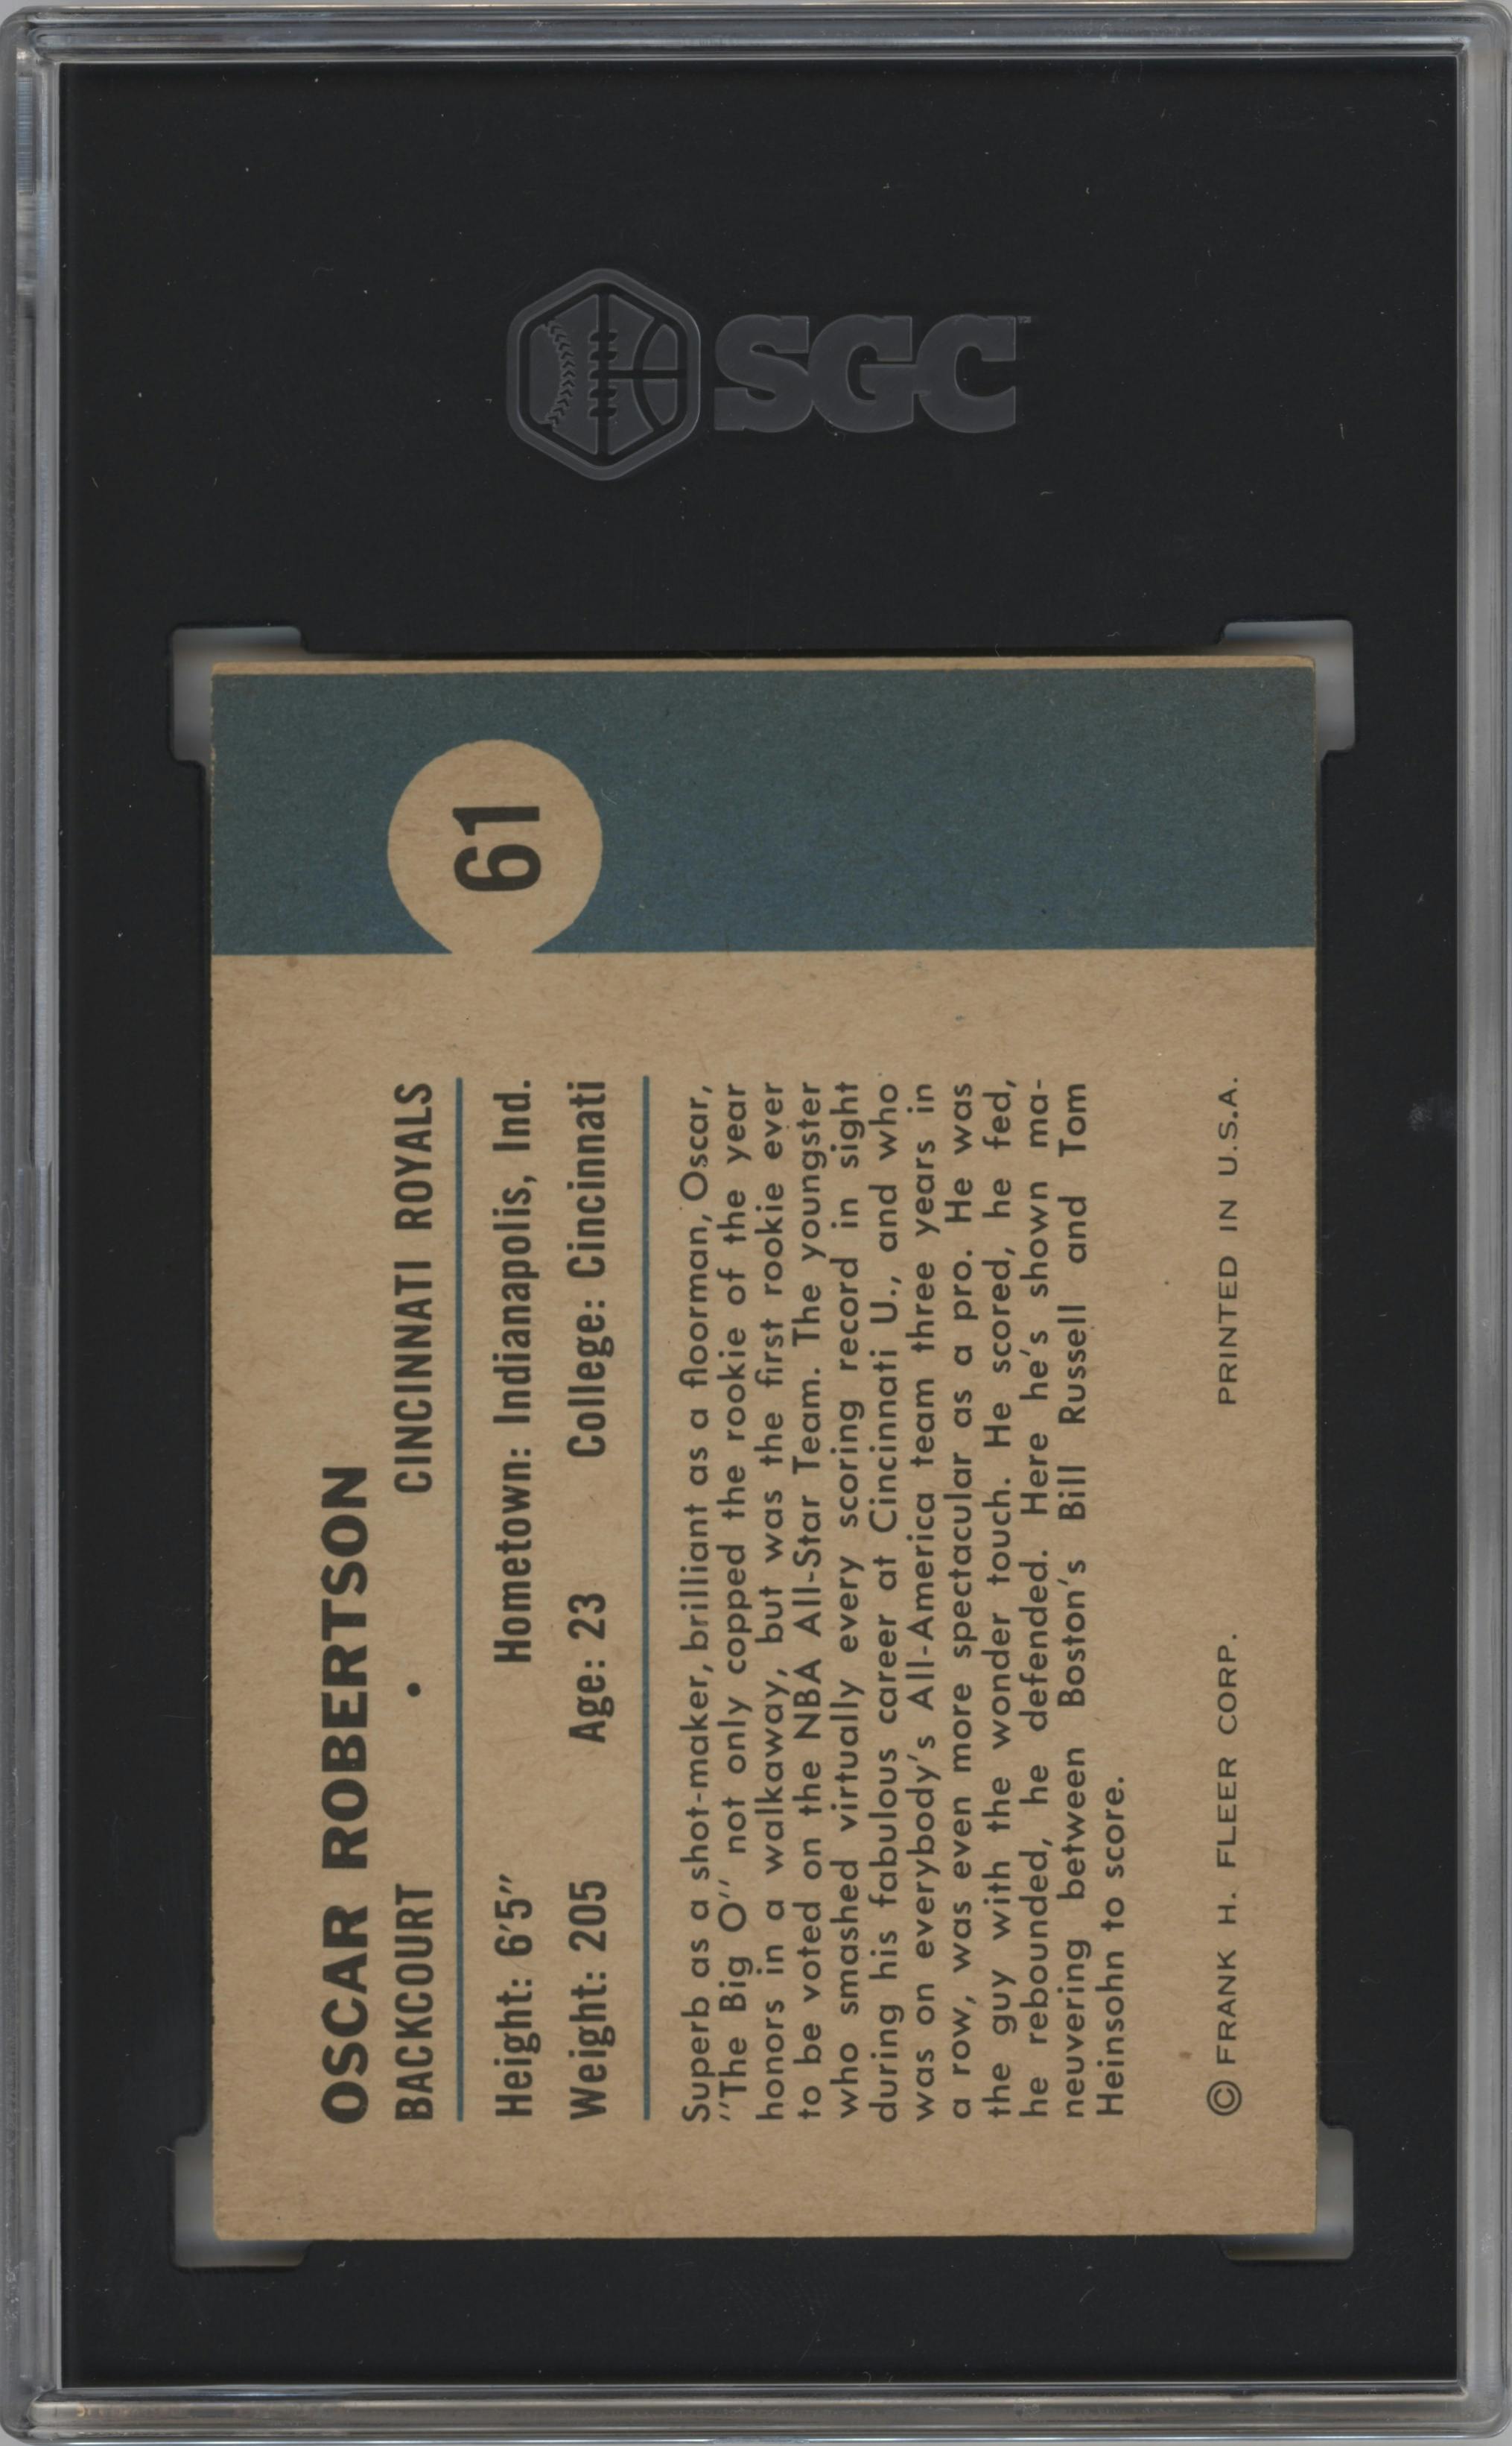 SGC
61
OSCAR ROBERTSON
BACKCOURT • CINCINNATI ROYALS
Height: 6'5" Hometown: Indianapolis, Ind.
Weight: 205 Age: 23 College: Cincinnati
Superb as a shot-maker, brilliant as a floorman, Oscar,
"The Big O" not only copped the rookie of the year
honors in a walkaway, but was the first rookie ever
to be voted on the NBA All-Star Team. The youngster
who smashed virtually every scoring record in sight
during his fabulous career at Cincinnati U., and who
was on everybody's All-America team three years in
a row, was even more spectacular as a pro. He was
the guy with the wonder touch. He scored, he fed,
he rebounded, he defended. Here he's shown ma-
neuvering between Boston's Bill Russell and Tom
Heinsohn to score.
© FRANK H. FLEER CORP. PRINTED IN U.S.A.